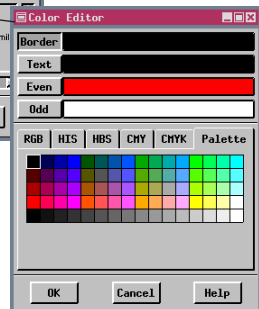 Color Editor
Border
Text
Even
Odd
RGB HIS HBS CMY CMYK Palette
OK Cancel Help